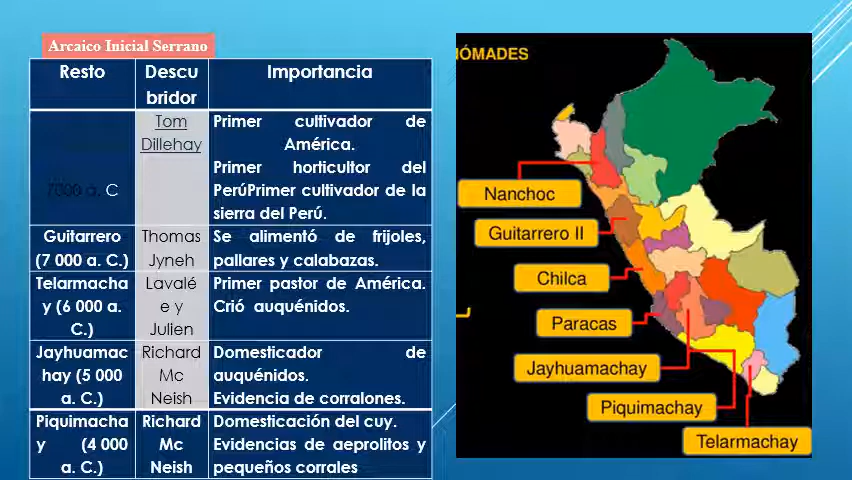 Arcaico Inicial Serrano
Resto
Descu
bridor
Importancia
7000 a. C
Tom
Dillehay
Primer cultivador de
América.
Primer horticultor del
PerúPrimer cultivador de la
sierra del Perú.
Guitarrero
(7 000 a. C.)
Thomas
Jyneh
Se alimentó de frijoles,
pallares y calabazas.
Telarmacha
y (6 000 a.
C.)
Lavalé
e y
Julien
Primer pastor de América.
Crió auquénidos.
Jayhuamac
hay (5 000
a. C.)
Richard
Mc
Neish
Domesticador de
auquénidos.
Evidencia de corralones.
Piquimacha
y (4 000
a. C.)
Richard
Mc
Neish
Domesticación del cuy.
Evidencias de aeprolitos y
pequeños corrales
NÓMADES
Nanchoc
Guitarrero II
Chilca
Paracas
Jayhuamachay
Piquimachay
Telarmachay